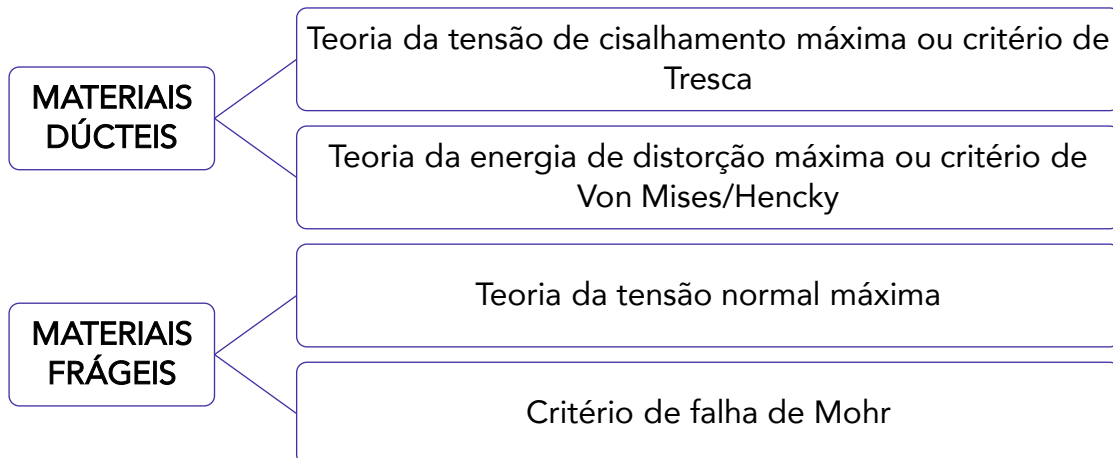 MATERIAIS
DÚCTEIS
Teoria da tensão de cisalhamento máxima ou critério de
Tresca
Teoria da energia de distorção máxima ou critério de
Von Mises/Hencky
MATERIAIS
FRÁGEIS
Teoria da tensão normal máxima
Critério de falha de Mohr